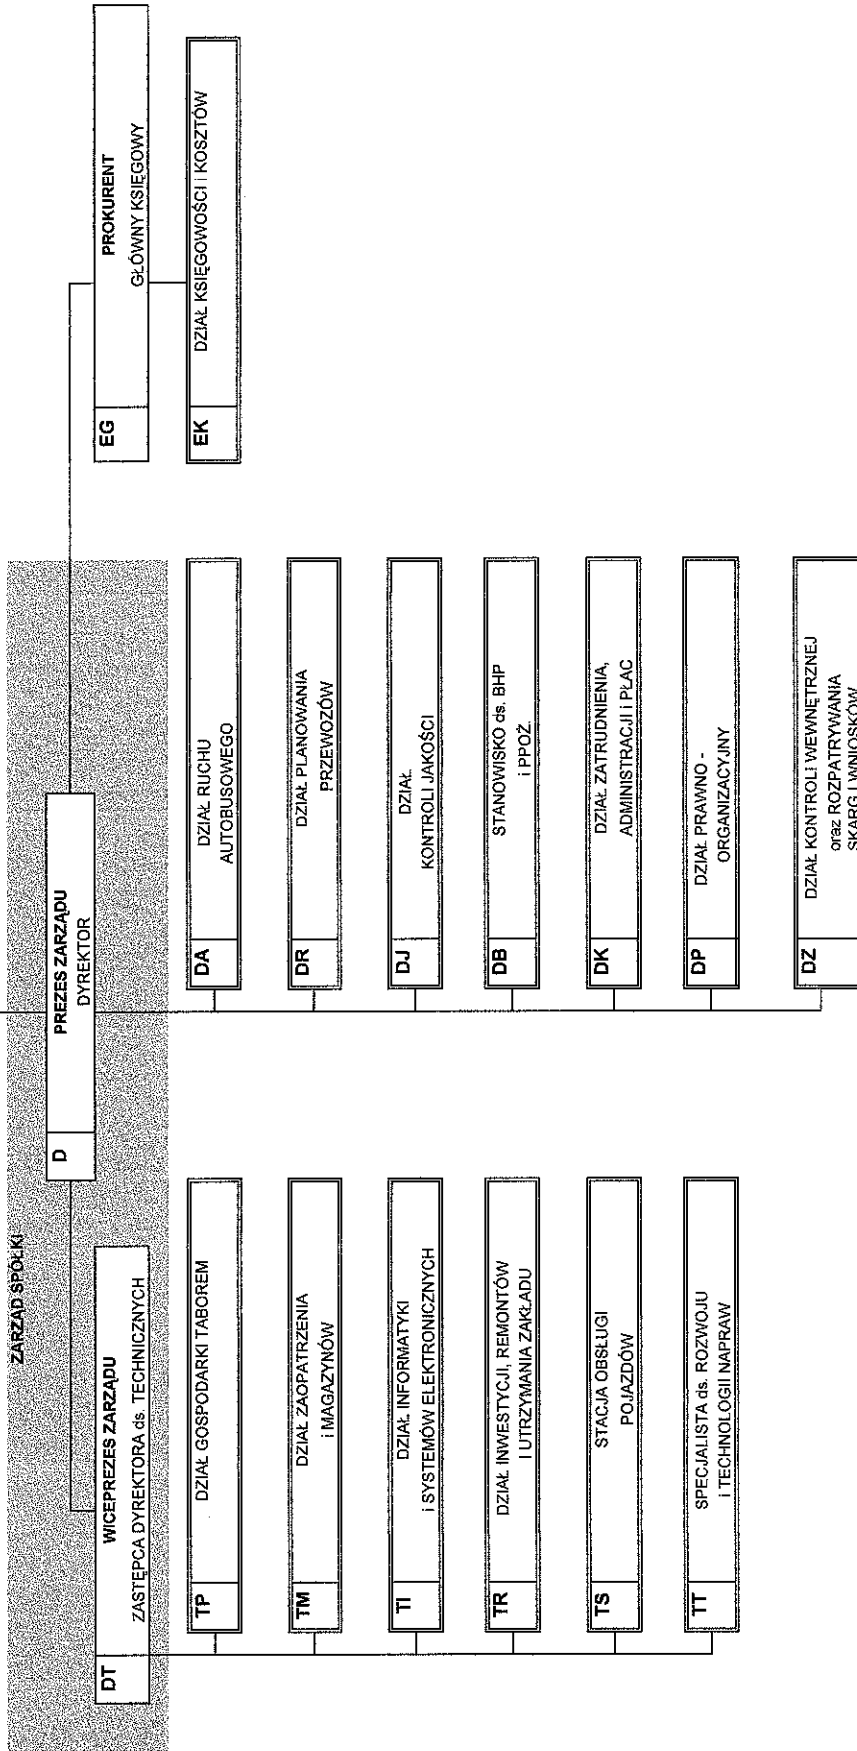 ZARZĄD SPÓŁKI
D
PREZES ZARZĄDU
DYREKTOR
DT
WICEPREZES ZARZĄDU
ZASTĘPCA DYREKTORA ds. TECHNICZNYCH
EG
PROKURENT
GŁÓWNY KSIĘGOWY
TP
DZIAŁ GOSPODARKI TABOREM
TM
DZIAŁ ZAOPATRZENIA
i MAGAZYNÓW
TI
DZIAŁ INFORMATYKI
i SYSTEMÓW ELEKTRONICZNYCH
TR
DZIAŁ INWESTYCJI, REMONTÓW
I UTRZYMANIA ZAKŁADU
TS
STACJA OBSŁUGI
POJAZDÓW
TT
SPECJALISTA ds. ROZWOJU
i TECHNOLOGII NAPRAW
DA
DZIAŁ RUCHU
AUTOBUSOWEGO
DR
DZIAŁ PLANOWANIA
PRZEWOZÓW
DJ
DZIAŁ
KONTROLI JAKOŚCI
DB
STANOWISKO ds. BHP
i PPOŻ.
DK
DZIAŁ ZATRUDNIENIA,
ADMINISTRACJI i PŁAC
DP
DZIAŁ PRAWNO -
ORGANIZACYJNY
DZ
DZIAŁ KONTROLI WEWNĘTRZNEJ
oraz ROZPATRYWANIA
SKARG I WNIOSKÓW
EK
DZIAŁ KSIĘGOWOŚCI i KOSZTÓW